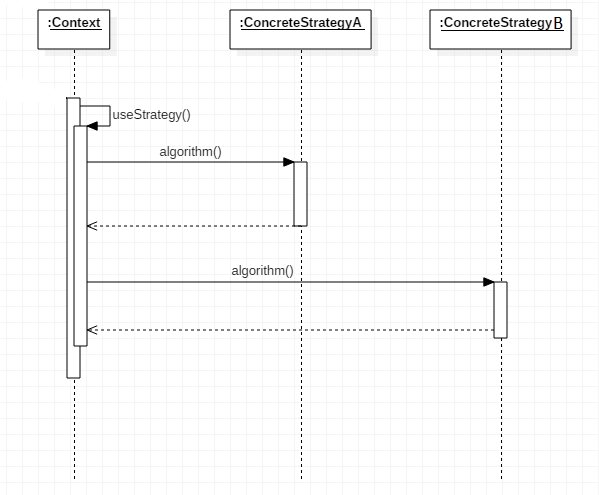 :Context
:ConcreteStrategyA
:ConcreteStrategyB
useStrategy()
algorithm()
algorithm()